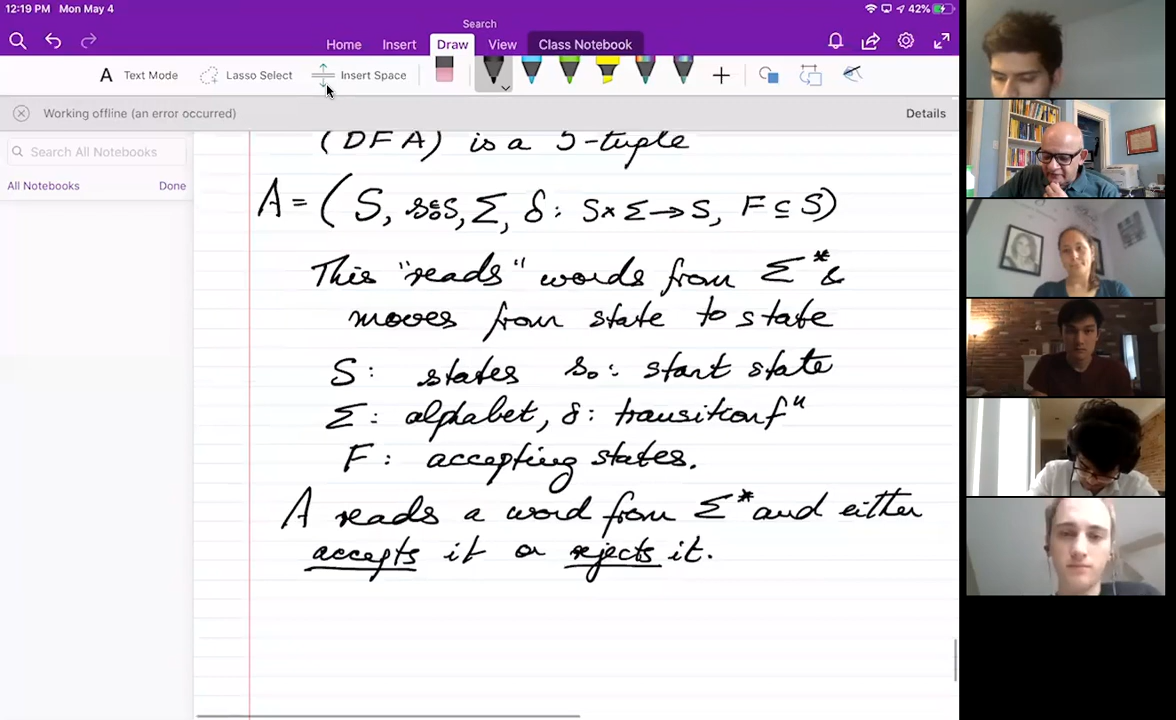 12:19 PM Mon May 4
42%
Search
Home Insert Draw View Class Notebook
A Text Mode Lasso Select Insert Space
Working offline (an error occurred) Details
Search All Notebooks
All Notebooks Done
(DFA) is a 5-tuple
A = ( S, s₀∈S, Σ, δ: S×Σ→S, F ⊆ S)
This "reads" words from Σ* &
moves from state to state
S: states s₀: start state
Σ: alphabet, δ: transition fⁿ
F: accepting states.
A reads a word from Σ* and either
accepts it or rejects it.